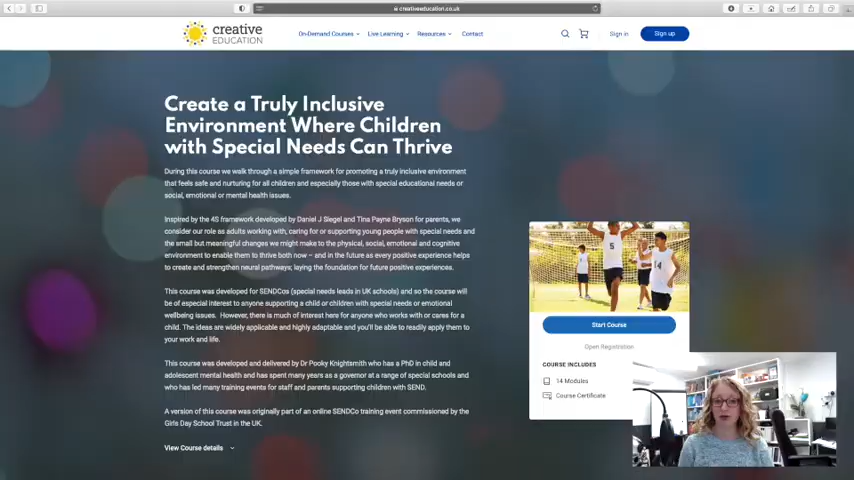 creativeeducation.co.uk
creative
EDUCATION
On-Demand Courses
Live Learning
Resources
Contact
Sign in
Sign up
Create a Truly Inclusive
Environment Where Children
with Special Needs Can Thrive
During this course we walk through a simple framework for promoting a truly inclusive environment
that feels safe and nurturing for all children and especially those with special educational needs or
social, emotional or mental health issues.
Inspired by the 4S framework developed by Daniel J Siegel and Tina Payne Bryson for parents, we
consider our role as adults working with, caring for or supporting young people with special needs and
the small but meaningful changes we might make to the physical, social, emotional and cognitive
environment to enable them to thrive both now – and in the future as every positive experience helps
to create and strengthen neural pathways; laying the foundation for future positive experiences.
This course was developed for SENDCos (special needs leads in UK schools) and so the course will
be of especial interest to anyone supporting a child or children with special needs or emotional
wellbeing issues. However, there is much of interest here for anyone who works with or cares for a
child. The ideas are widely applicable and highly adaptable and you'll be able to readily apply them to
your work and life.
This course was developed and delivered by Dr Pooky Knightsmith who has a PhD in child and
adolescent mental health and has spent many years as a governor at a range of special schools and
who has led many training events for staff and parents supporting children with SEND.
A version of this course was originally part of an online SENDCo training event commissioned by the
Girls Day School Trust in the UK.
View Course details
5
14
Start Course
Open Registration
COURSE INCLUDES
14 Modules
Course Certificate